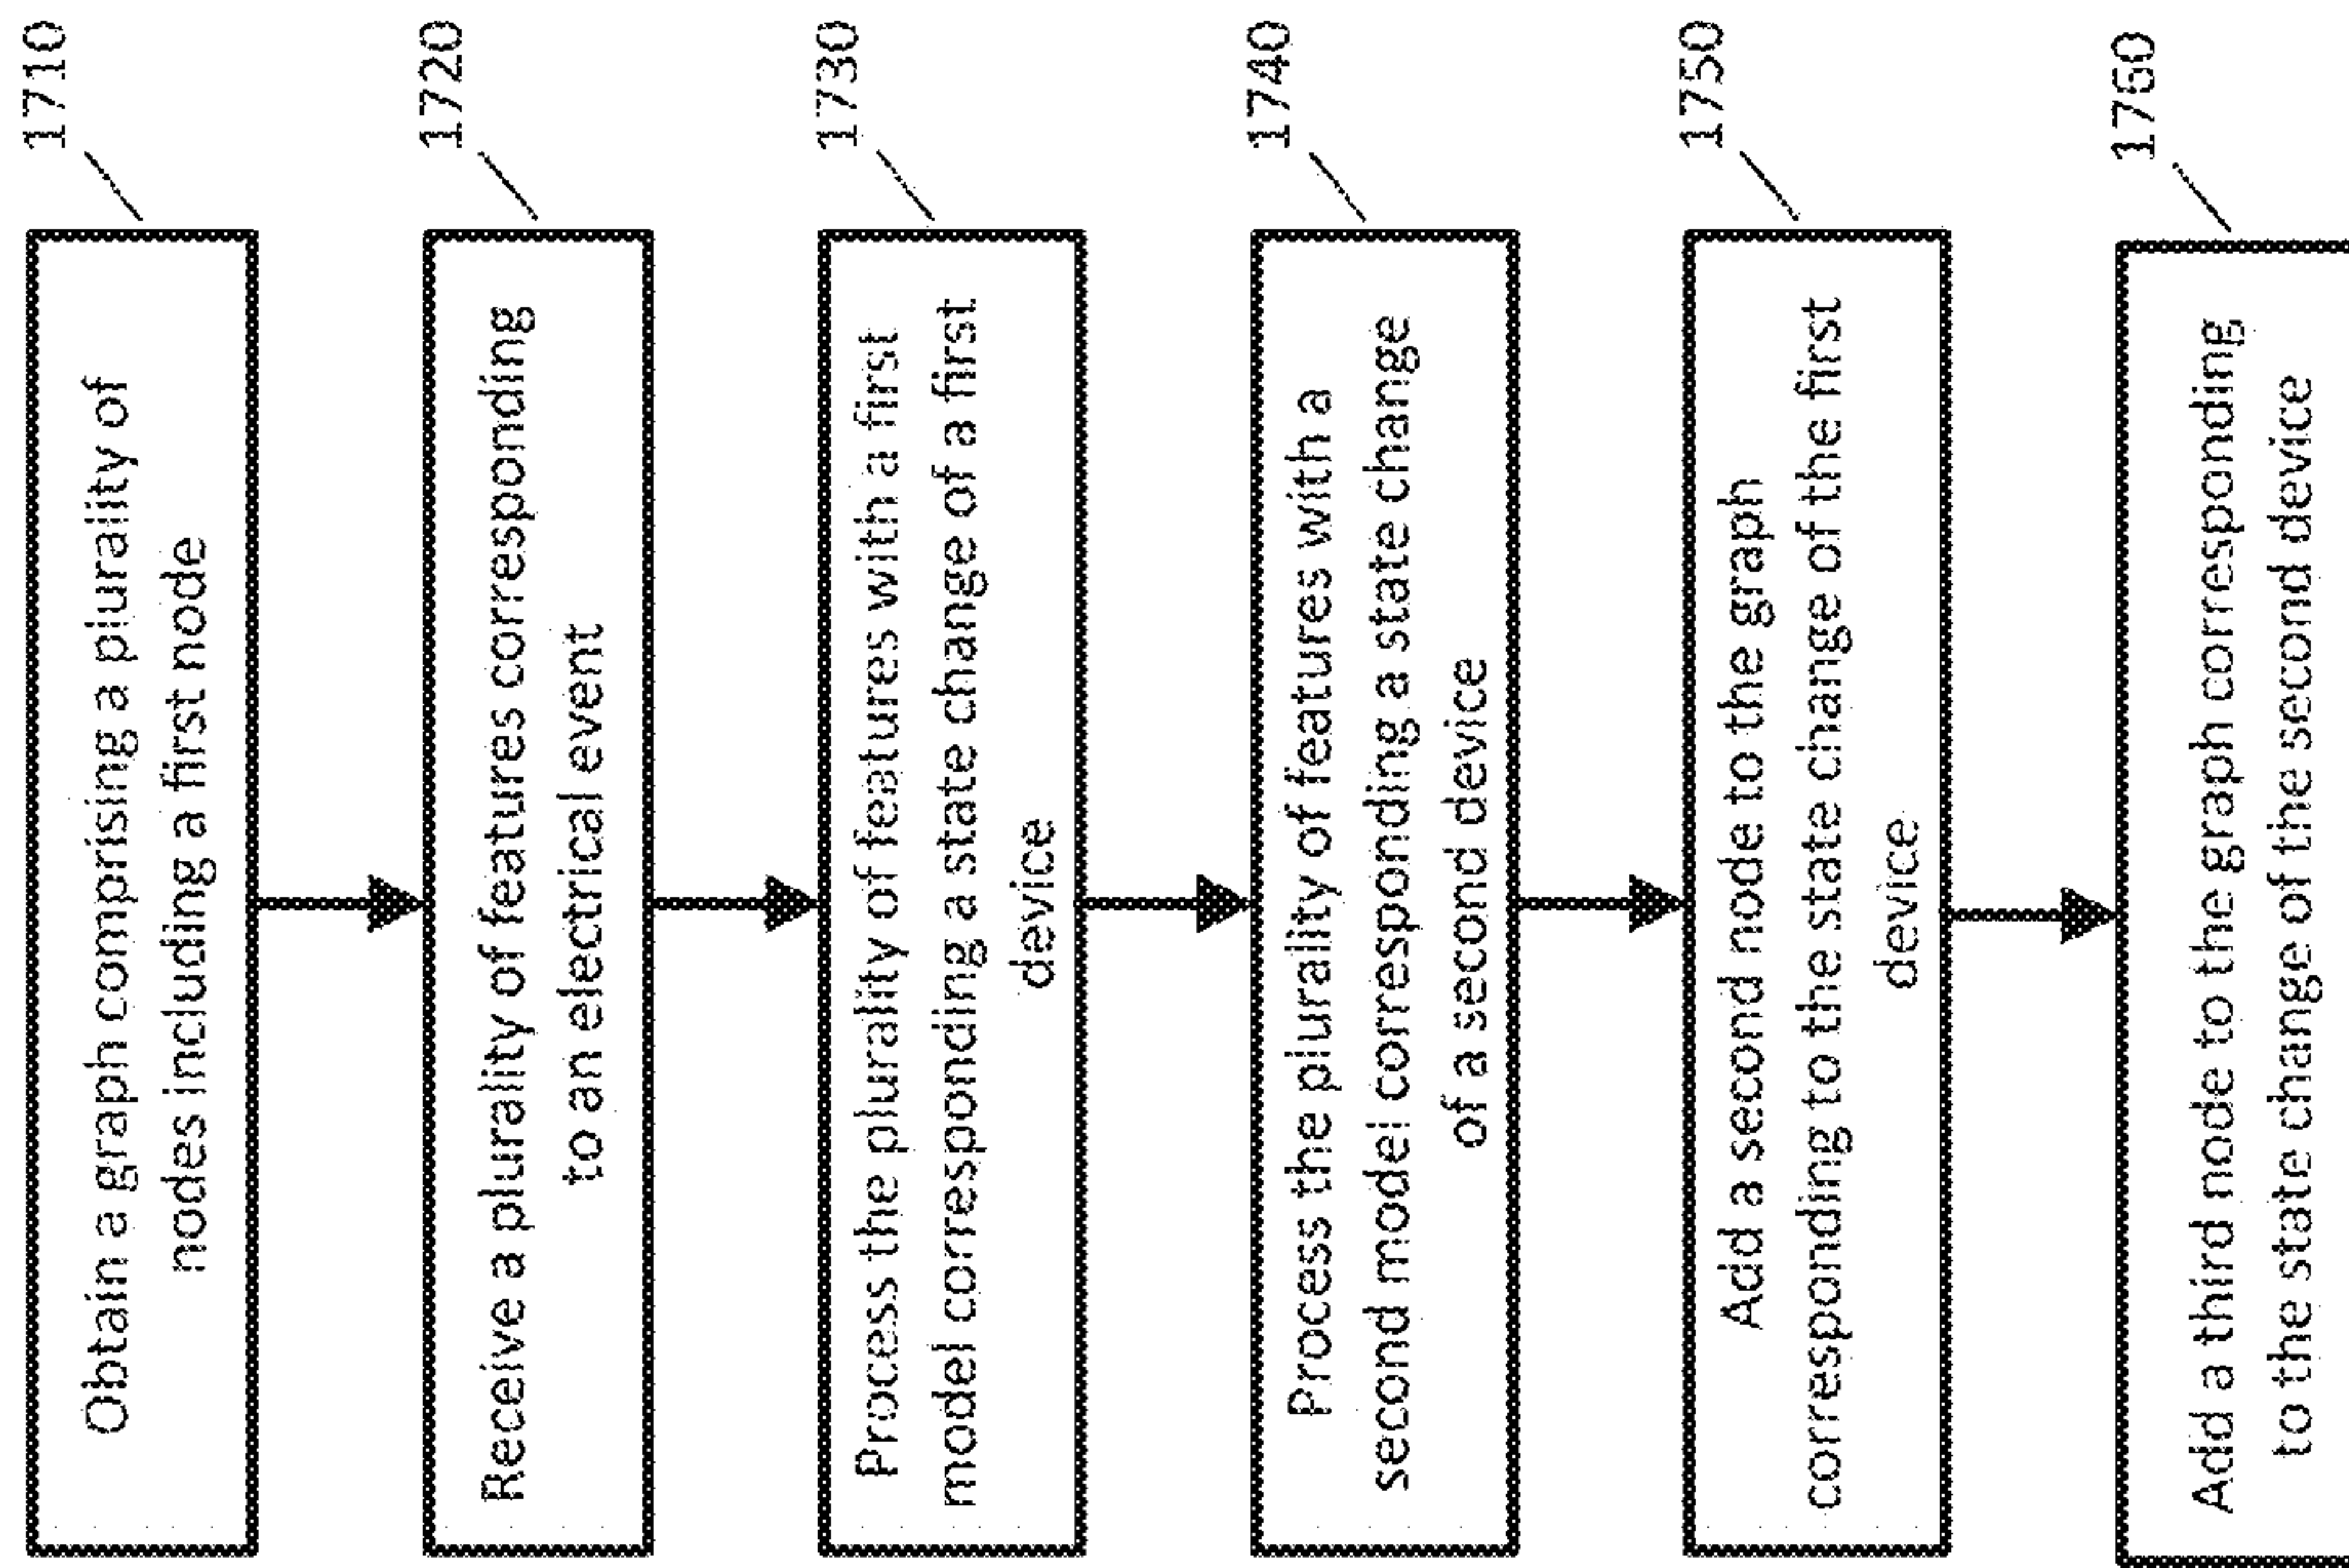 1710
Obtain a graph comprising a plurality of
nodes including a first node
1720
Receive a plurality of features corresponding
to an electrical event
1730
Process the plurality of features with a first
model corresponding a state change of a first
device
1740
Process the plurality of features with a
second model corresponding a state change
of a second device
1750
Add a second node to the graph
corresponding to the state change of the first
device
1760
Add a third node to the graph corresponding
to the state change of the second device